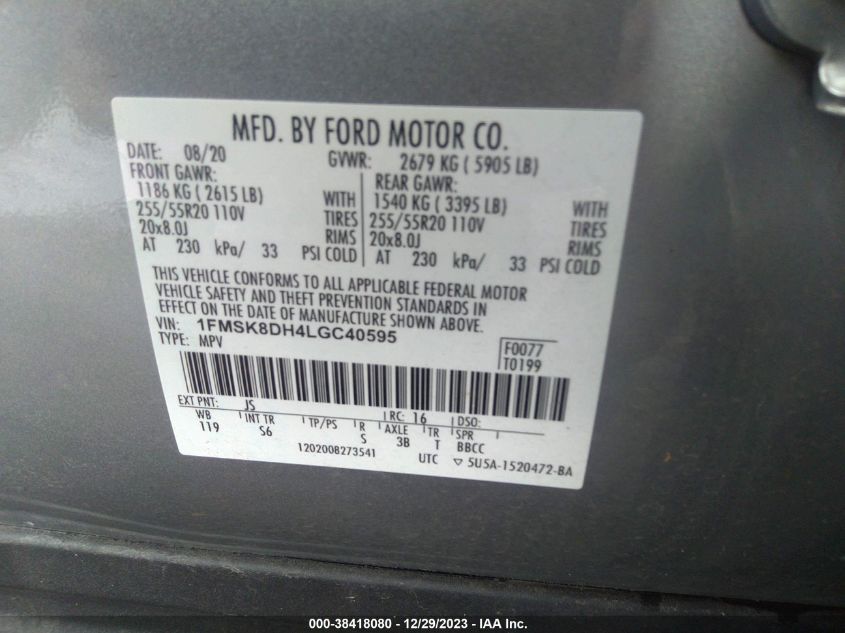 MFD. BY FORD MOTOR CO.
DATE: 08/20 GVWR: 2679 KG ( 5905 LB)
FRONT GAWR: REAR GAWR:
1186 KG ( 2615 LB) WITH 1540 KG ( 3395 LB) WITH
255/55R20 110V TIRES 255/55R20 110V TIRES
20x8.0J RIMS 20x8.0J RIMS
AT 230 kPa/ 33 PSI COLD AT 230 kPa/ 33 PSI COLD
THIS VEHICLE CONFORMS TO ALL APPLICABLE FEDERAL MOTOR
VEHICLE SAFETY AND THEFT PREVENTION STANDARDS IN
EFFECT ON THE DATE OF MANUFACTURE SHOWN ABOVE.
VIN: 1FMSK8DH4LGC40595
TYPE: MPV
F0077
T0199
EXT PNT: JS RC: 16 DSO:
WB INT TR TP/PS R AXLE TR SPR
119 S6 S 3B T BBCC
1202008273541 UTC ▽ 5U5A-1520472-BA
000-38418080 - 12/29/2023 - IAA Inc.